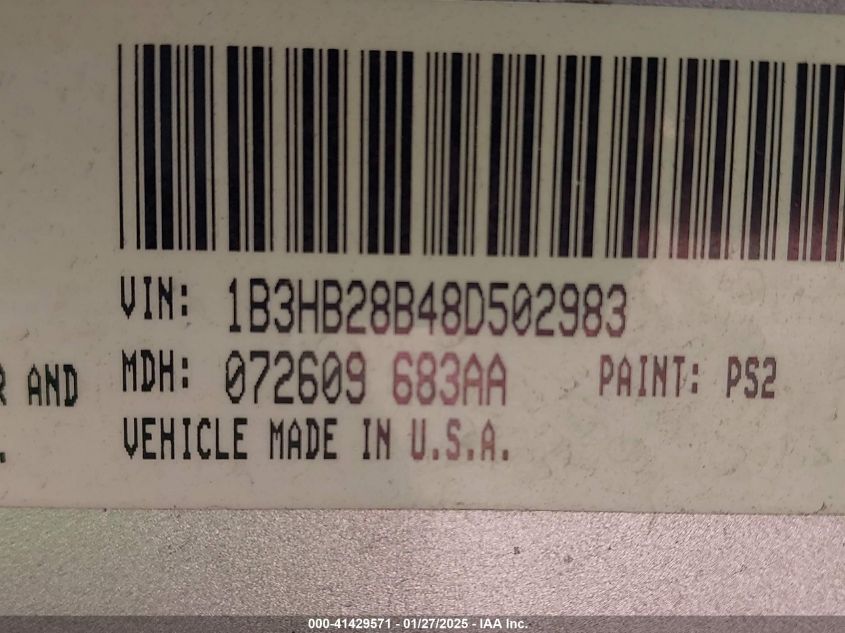 VIN: 1B3HB28B48D502983
MDH: 072609 683AA PAINT: PS2
R AND
VEHICLE MADE IN U.S.A.
.
000-41429571 - 01/27/2025 - IAA Inc.